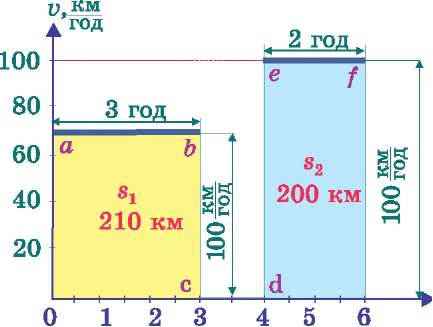 v, км/год
2 год
100
e f
80
3 год
60
a b
s₂
200 км
100 км/год
40
s₁
210 км
100 км/год
20
c d
0 1 2 3 4 5 6